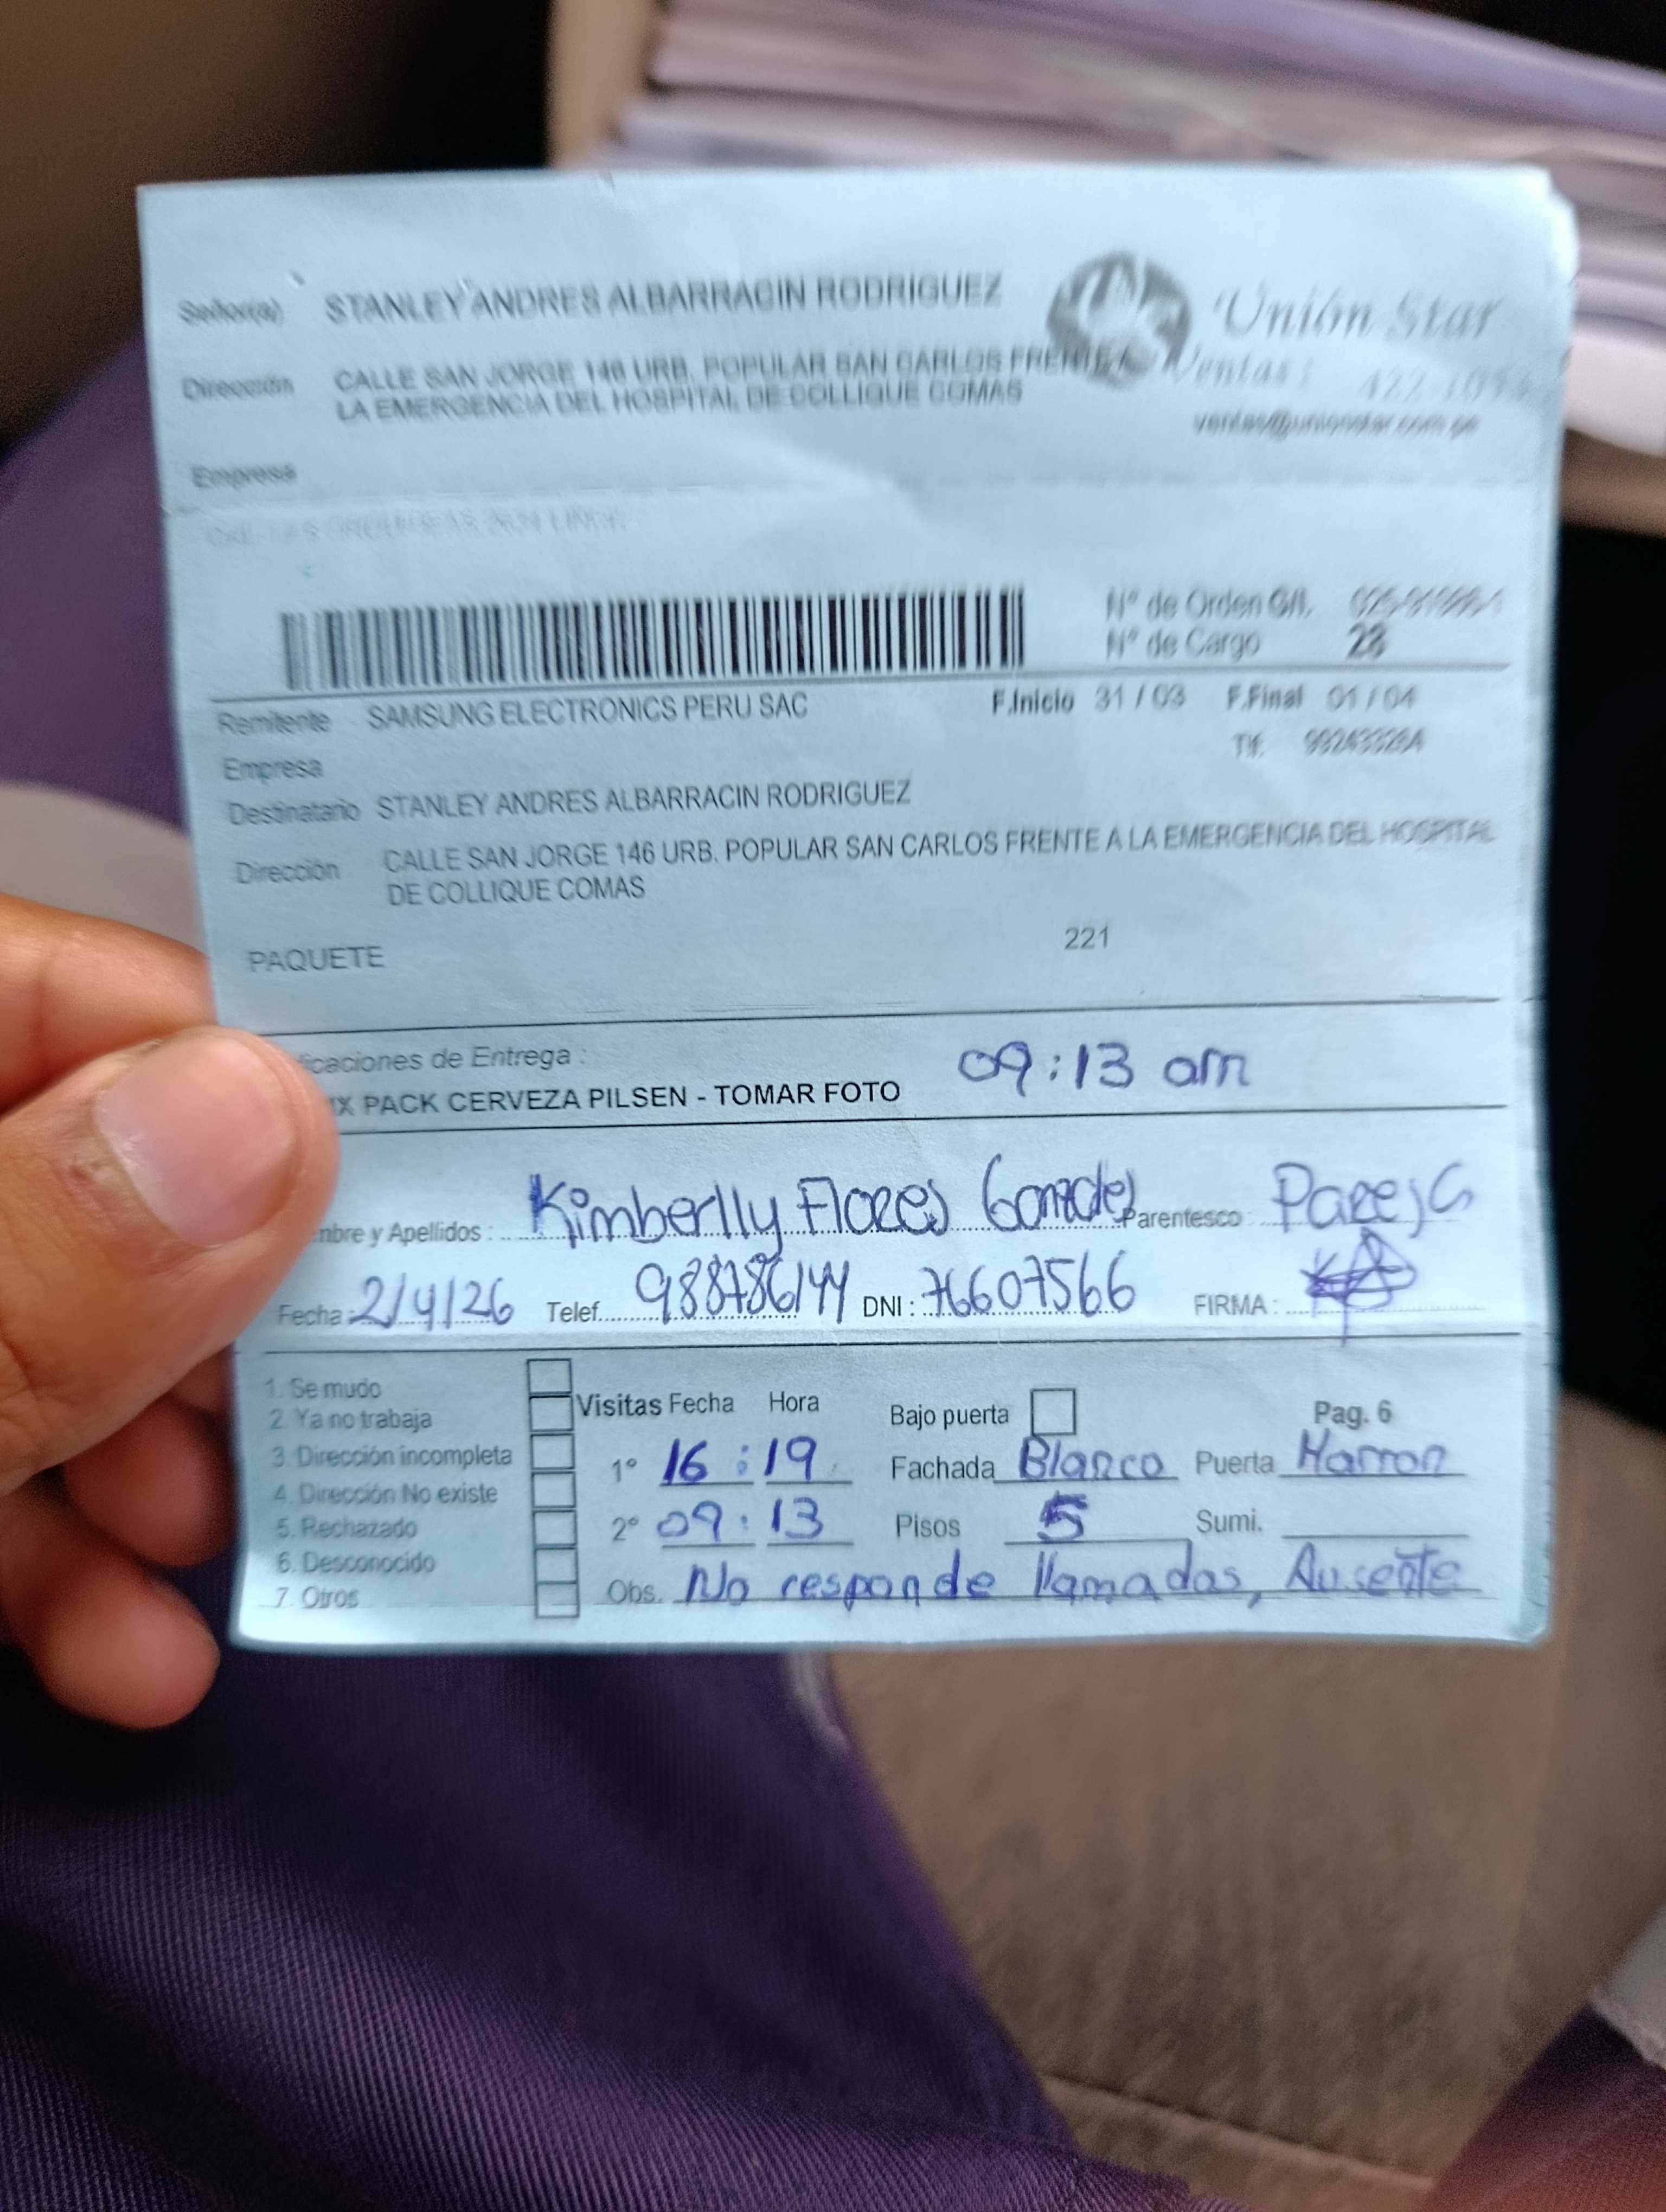 Señor(a) STANLEY ANDRES ALBARRACIN RODRIGUEZ
Unión Star
Dirección CALLE SAN JORGE 146 URB. POPULAR SAN CARLOS FRENTE A
LA EMERGENCIA DEL HOSPITAL DE COLLIQUE COMAS
Ventas:
ventas@unionstar.com.pe
Empresa
Nº de Orden G/I.
Nº de Cargo 23
Remitente SAMSUNG ELECTRONICS PERU SAC F.Inicio 31 / 03 F.Final 01 / 04
Empresa Tlf.
Destinatario STANLEY ANDRES ALBARRACIN RODRIGUEZ
Dirección CALLE SAN JORGE 146 URB. POPULAR SAN CARLOS FRENTE A LA EMERGENCIA DEL HOSPITAL
DE COLLIQUE COMAS
PAQUETE 221
icaciones de Entrega : 09:13 am
IX PACK CERVEZA PILSEN - TOMAR FOTO
mbre y Apellidos : Kimberlly Flores Gonzales Parentesco : Pareja
Fecha : 2/4/26 Telef. 988786144 DNI : 76607566 FIRMA :
1. Se mudo
2. Ya no trabaja
3. Dirección incompleta
4. Dirección No existe
5. Rechazado
6. Desconocido
7. Otros
Visitas Fecha Hora Bajo puerta Pag. 6
1° 16 : 19 Fachada Blanco Puerta Marron
2° 09 : 13 Pisos 5 Sumi.
Obs. No responde llamadas, Ausente